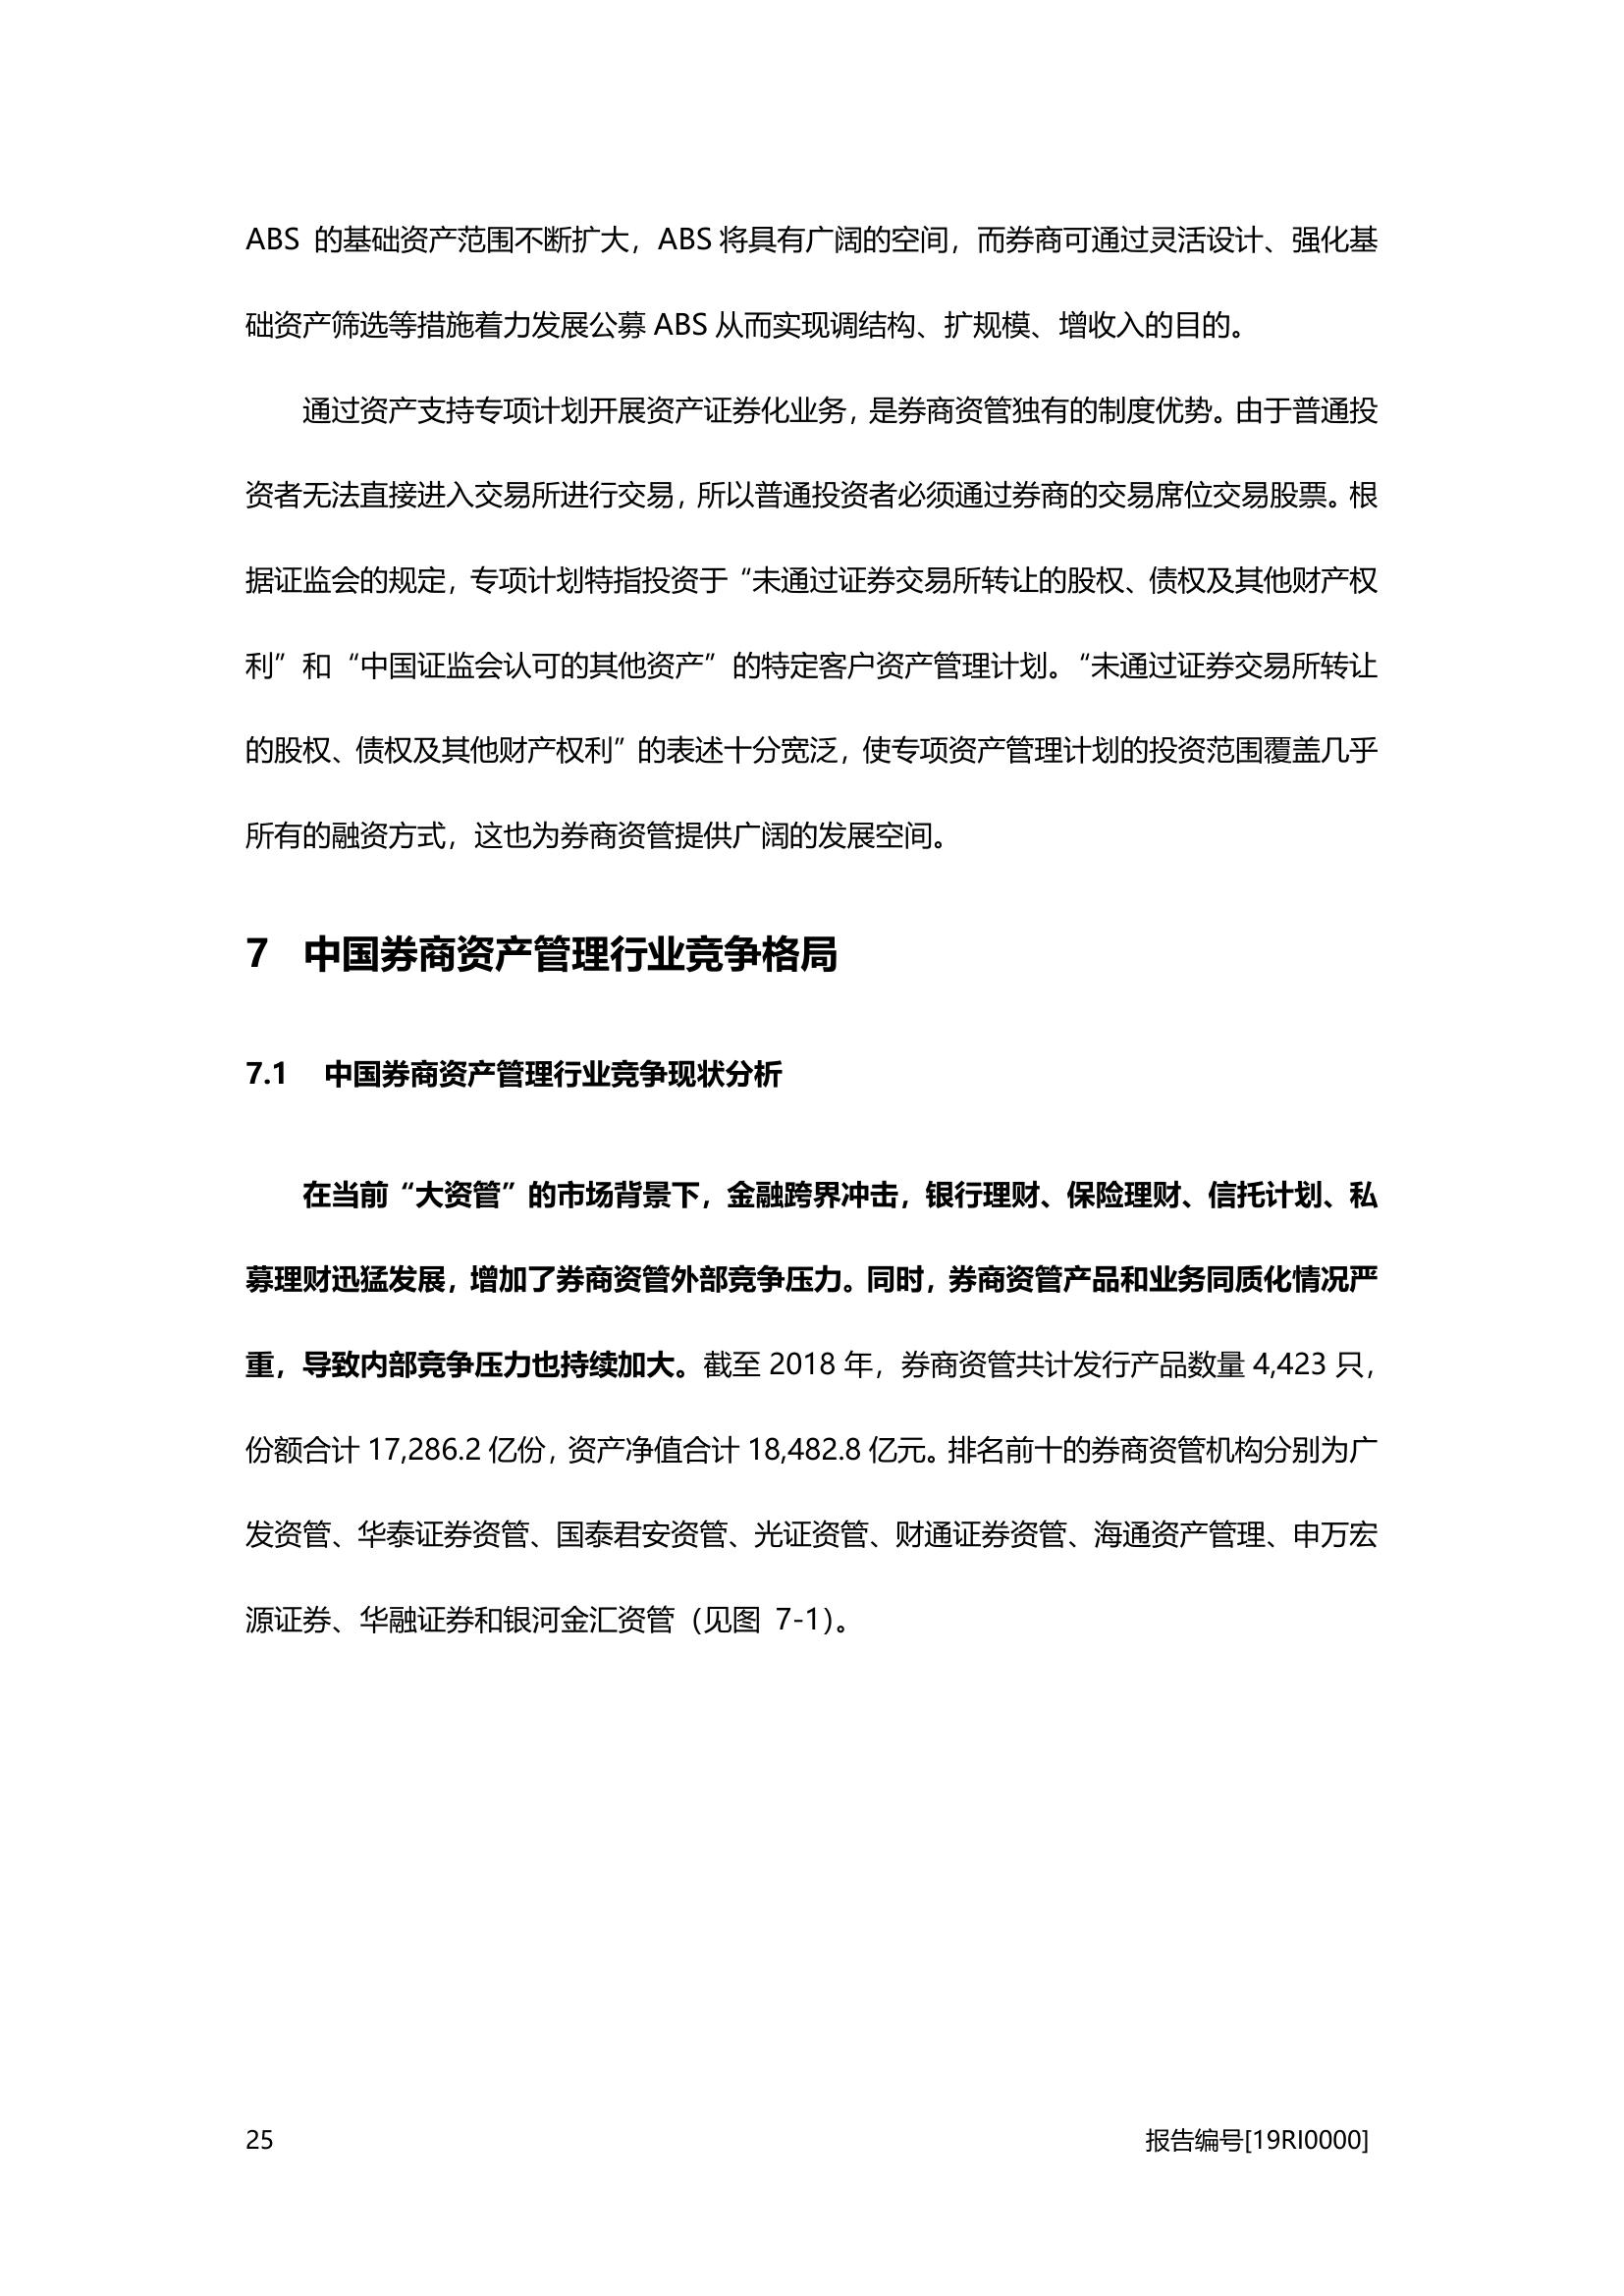 ABS 的基础资产范围不断扩大，ABS 将具有广阔的空间，而券商可通过灵活设计、强化基
础资产筛选等措施着力发展公募 ABS 从而实现调结构、扩规模、增收入的目的。
通过资产支持专项计划开展资产证券化业务，是券商资管独有的制度优势。由于普通投
资者无法直接进入交易所进行交易，所以普通投资者必须通过券商的交易席位交易股票。根
据证监会的规定，专项计划特指投资于“未通过证券交易所转让的股权、债权及其他财产权
利”和“中国证监会认可的其他资产”的特定客户资产管理计划。“未通过证券交易所转让
的股权、债权及其他财产权利”的表述十分宽泛，使专项资产管理计划的投资范围覆盖几乎
所有的融资方式，这也为券商资管提供广阔的发展空间。
7 中国券商资产管理行业竞争格局
7.1 中国券商资产管理行业竞争现状分析
在当前“大资管”的市场背景下，金融跨界冲击，银行理财、保险理财、信托计划、私
募理财迅猛发展，增加了券商资管外部竞争压力。同时，券商资管产品和业务同质化情况严
重，导致内部竞争压力也持续加大。截至 2018 年，券商资管共计发行产品数量 4,423 只，
份额合计 17,286.2 亿份，资产净值合计 18,482.8 亿元。排名前十的券商资管机构分别为广
发资管、华泰证券资管、国泰君安资管、光证资管、财通证券资管、海通资产管理、申万宏
源证券、华融证券和银河金汇资管（见图 7-1）。
25 报告编号[19RI0000]